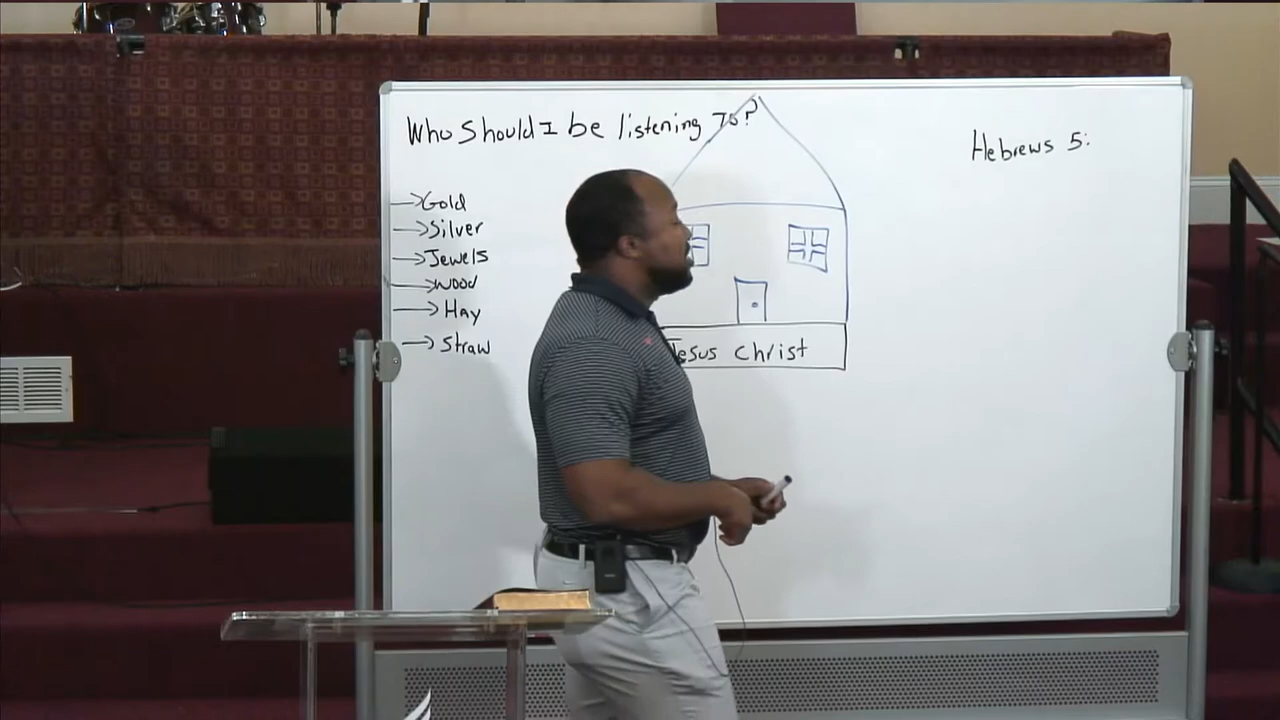 Who Should I be listening To?
Hebrews 5:
→Gold
→Silver
→Jewels
→wood
→Hay
→Straw
Jesus Christ